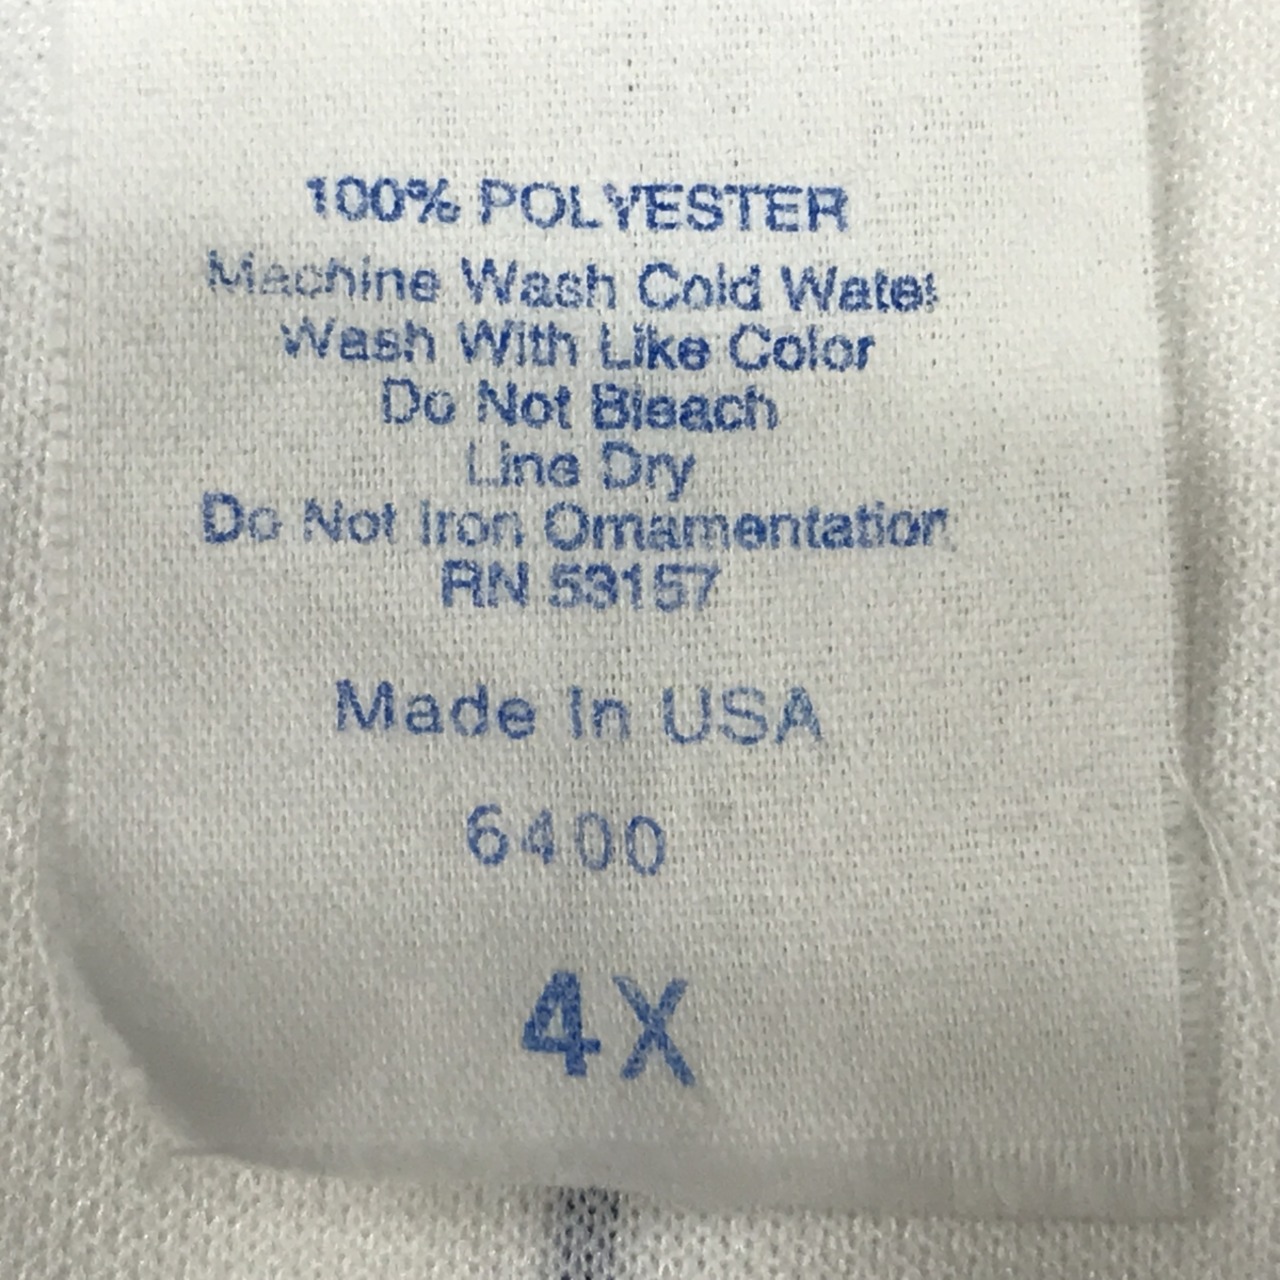 100% POLYESTER
Machine Wash Cold Water
Wash With Like Color
Do Not Bleach
Line Dry
Do Not Iron Ornamentation
RN 53157
Made In USA
6400
4X